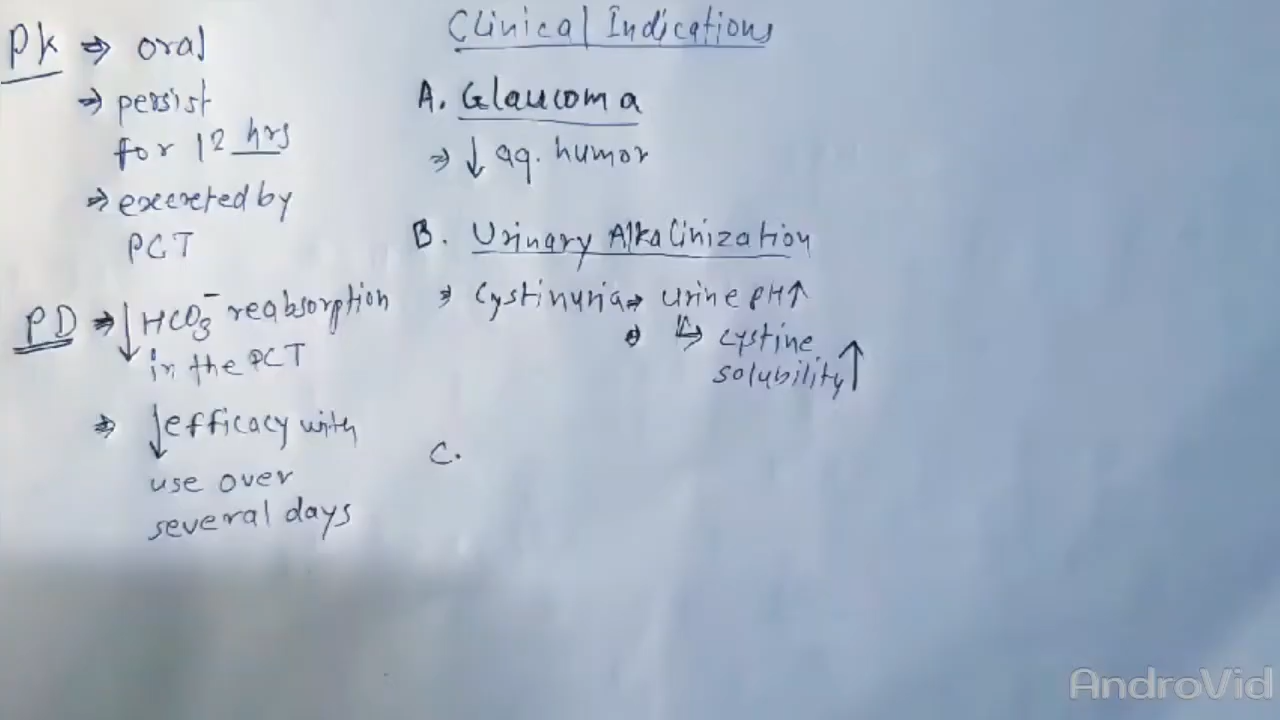 PK ⇒ oral
⇒ persist
for 12 hrs
⇒ excreted by
PCT
PD ⇒ ↓ HCO3⁻ reabsorption
in the PCT
⇒ ↓ efficacy with
use over
several days
Clinical Indications
A. Glaucoma
⇒ ↓ aq. humor
B. Urinary Alkalinization
⇒ Cystinuria ⇒ urine pH ↑
↳ cystine
solubility ↑
C.
AndroVid